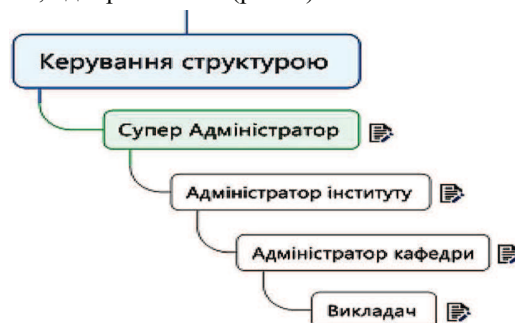 Керування структурою
Супер Адміністратор
Адміністратор інституту
Адміністратор кафедри
Викладач